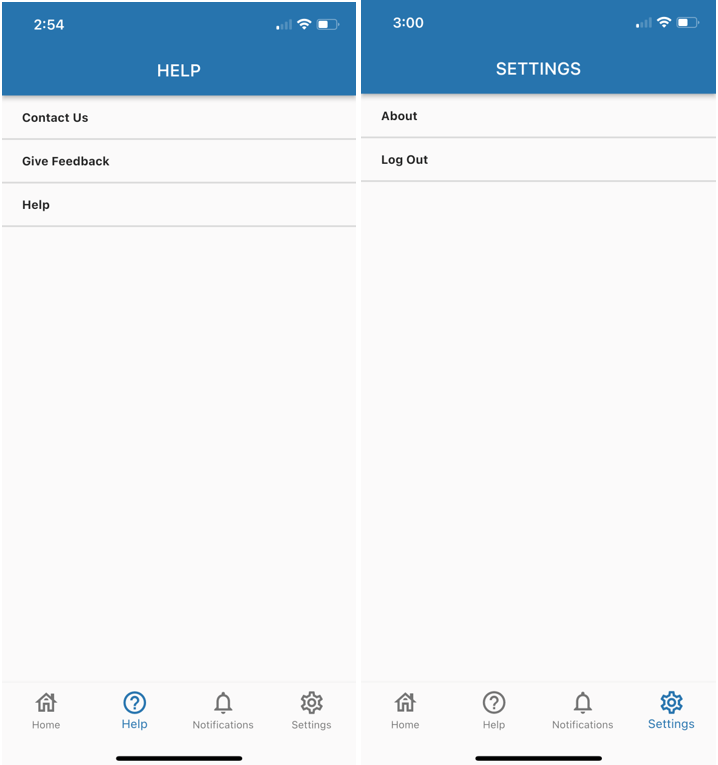 2:54
HELP
Contact Us
Give Feedback
Help
Home
Help
Notifications
Settings
3:00
SETTINGS
About
Log Out
Home
Help
Notifications
Settings